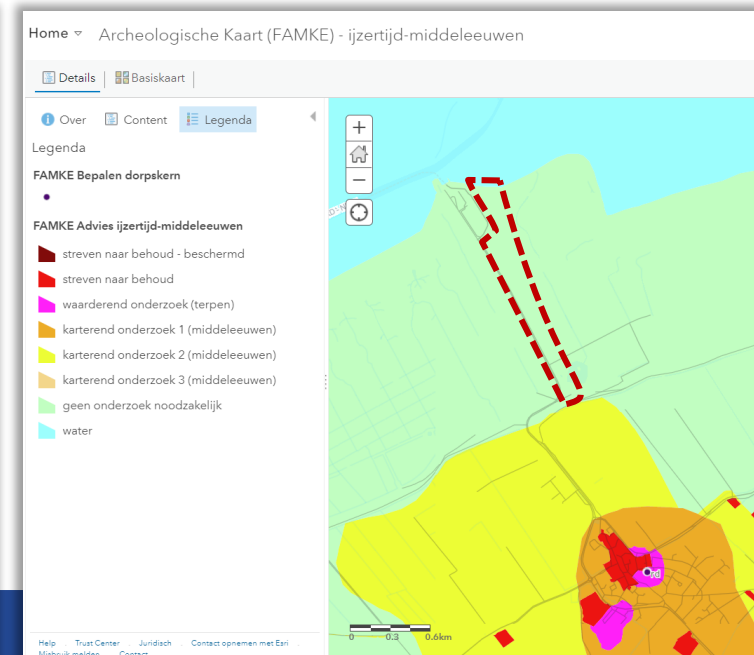 Home Archeologische Kaart (FAMKE) - ijzertijd-middeleeuwen
Details Basiskaart
Over Content Legenda
Legenda
FAMKE Bepalen dorpskern
FAMKE Advies ijzertijd-middeleeuwen
streven naar behoud - beschermd
streven naar behoud
waarderend onderzoek (terpen)
karterend onderzoek 1 (middeleeuwen)
karterend onderzoek 2 (middeleeuwen)
karterend onderzoek 3 (middeleeuwen)
geen onderzoek noodzakelijk
water
0 0.3 0.6km
Help . Trust Center . Juridisch . Contact opnemen met Esri .
Misbruik melden . Contact